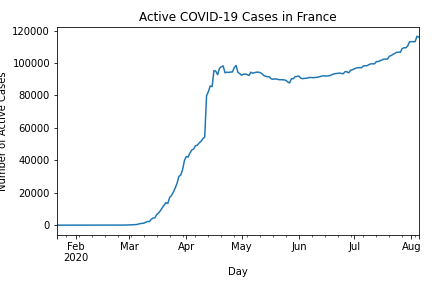 Active COVID-19 Cases in France
Number of Active Cases
120000
100000
80000
60000
40000
20000
0
Feb Mar Apr May Jun Jul Aug
2020
Day